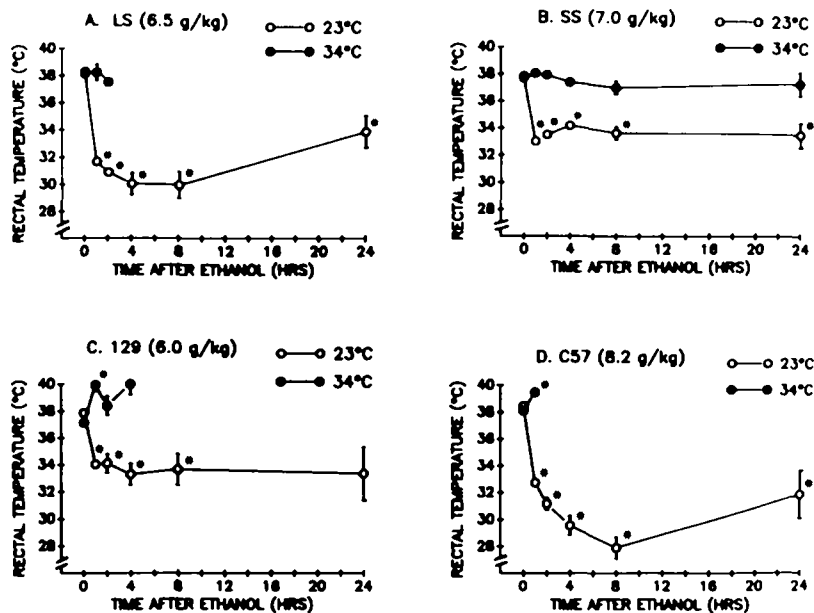 A. LS (6.5 g/kg)
23°C
34°C
RECTAL TEMPERATURE (°C)
40
38
36
34
32
30
28
0 4 8 12 16 20 24
TIME AFTER ETHANOL (HRS)
B. SS (7.0 g/kg)
23°C
34°C
RECTAL TEMPERATURE (°C)
40
38
36
34
32
30
28
0 4 8 12 16 20 24
TIME AFTER ETHANOL (HRS)
C. 129 (6.0 g/kg)
23°C
34°C
RECTAL TEMPERATURE (°C)
40
38
36
34
32
30
28
0 4 8 12 16 20 24
TIME AFTER ETHANOL (HRS)
D. C57 (8.2 g/kg)
23°C
34°C
RECTAL TEMPERATURE (°C)
40
38
36
34
32
30
28
0 4 8 12 16 20 24
TIME AFTER ETHANOL (HRS)